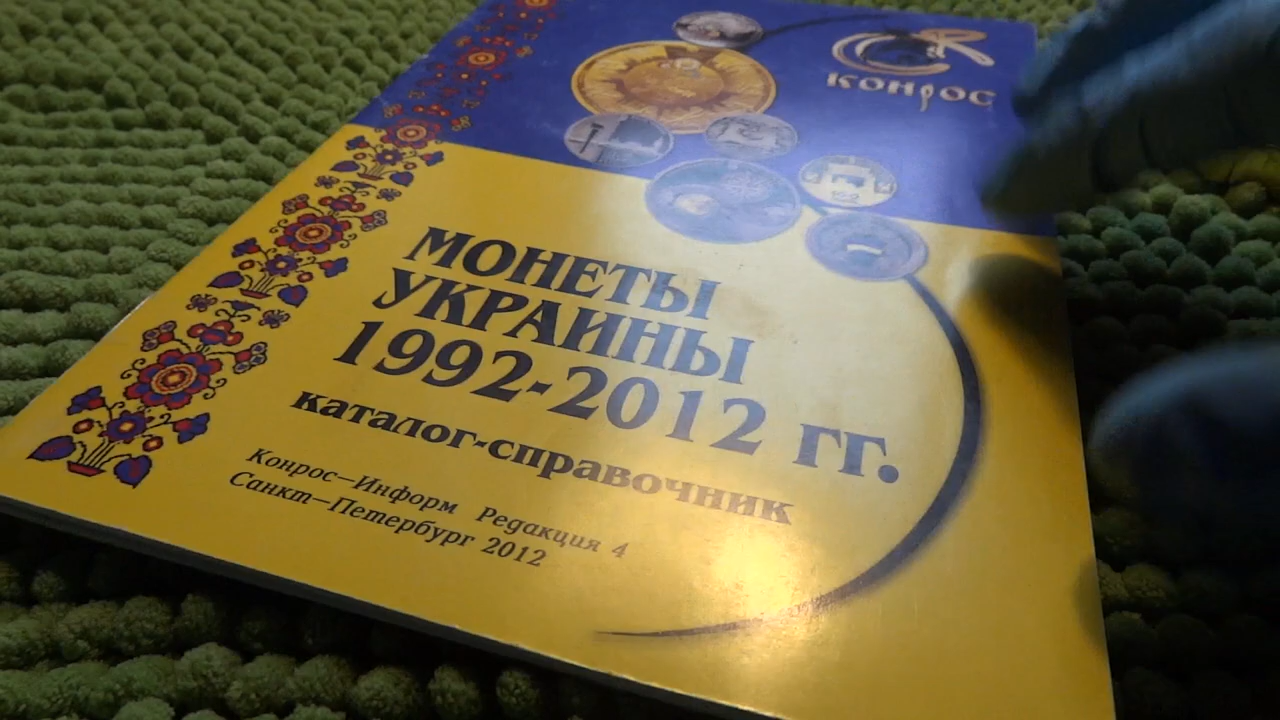 КОНРОС
МОНЕТЫ
УКРАИНЫ
1992-2012 гг.
каталог-справочник
Конрос–Информ Редакция 4
Санкт–Петербург 2012